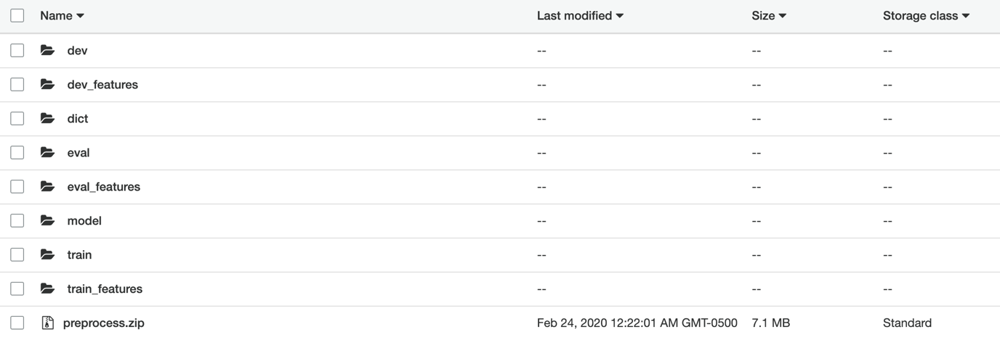 Name Last modified Size Storage class
dev -- -- --
dev_features -- -- --
dict -- -- --
eval -- -- --
eval_features -- -- --
model -- -- --
train -- -- --
train_features -- -- --
preprocess.zip Feb 24, 2020 12:22:01 AM GMT-0500 7.1 MB Standard